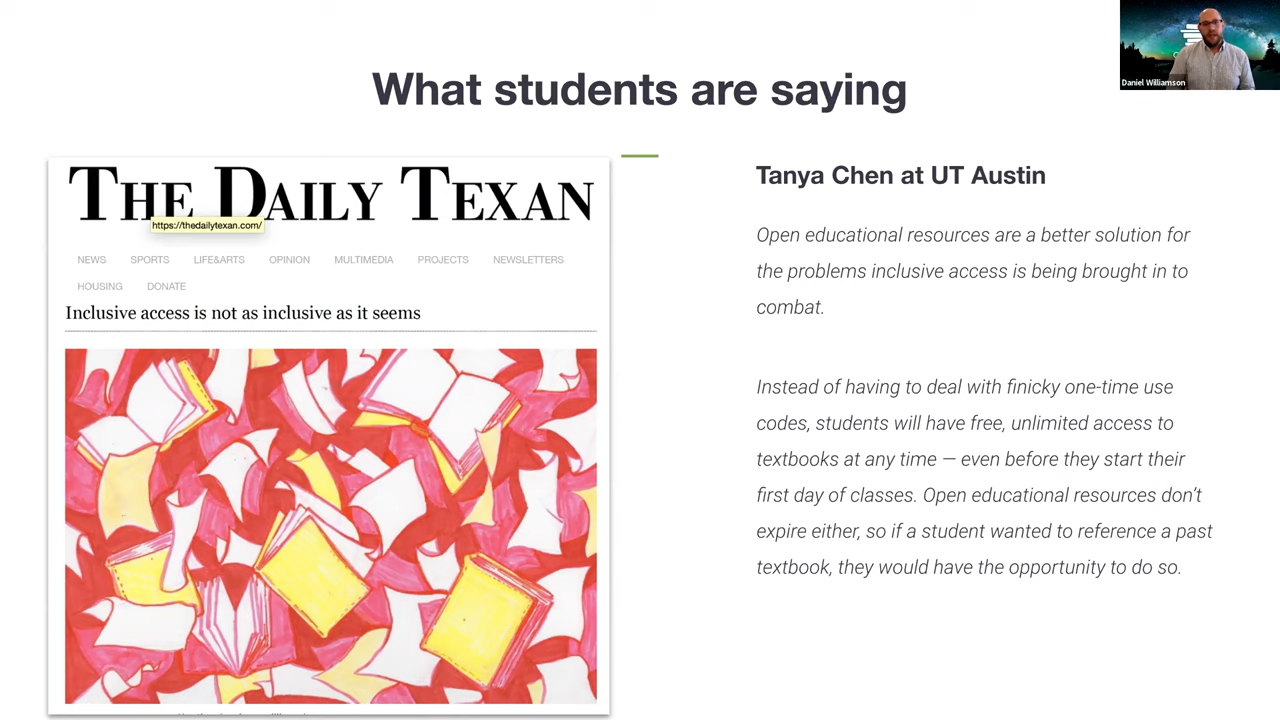 What students are saying
Daniel Williamson
THE DAILY TEXAN
https://thedailytexan.com/
NEWS SPORTS LIFE&ARTS OPINION MULTIMEDIA PROJECTS NEWSLETTERS
HOUSING DONATE
Inclusive access is not as inclusive as it seems
Tanya Chen at UT Austin
Open educational resources are a better solution for
the problems inclusive access is being brought in to
combat.
Instead of having to deal with finicky one-time use
codes, students will have free, unlimited access to
textbooks at any time — even before they start their
first day of classes. Open educational resources don’t
expire either, so if a student wanted to reference a past
textbook, they would have the opportunity to do so.